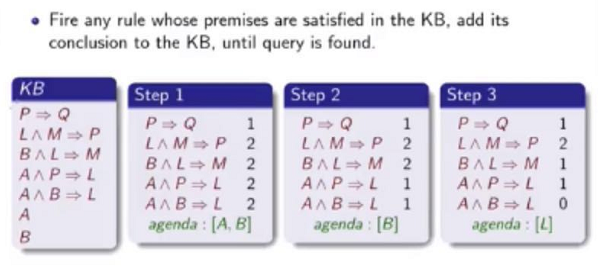 • Fire any rule whose premises are satisfied in the KB, add its
conclusion to the KB, until query is found.
KB
P ⇒ Q
L ∧ M ⇒ P
B ∧ L ⇒ M
A ∧ P ⇒ L
A ∧ B ⇒ L
A
B
Step 1
P ⇒ Q 1
L ∧ M ⇒ P 2
B ∧ L ⇒ M 2
A ∧ P ⇒ L 2
A ∧ B ⇒ L 2
agenda : [A, B]
Step 2
P ⇒ Q 1
L ∧ M ⇒ P 2
B ∧ L ⇒ M 2
A ∧ P ⇒ L 1
A ∧ B ⇒ L 1
agenda : [B]
Step 3
P ⇒ Q 1
L ∧ M ⇒ P 2
B ∧ L ⇒ M 1
A ∧ P ⇒ L 1
A ∧ B ⇒ L 0
agenda : [L]